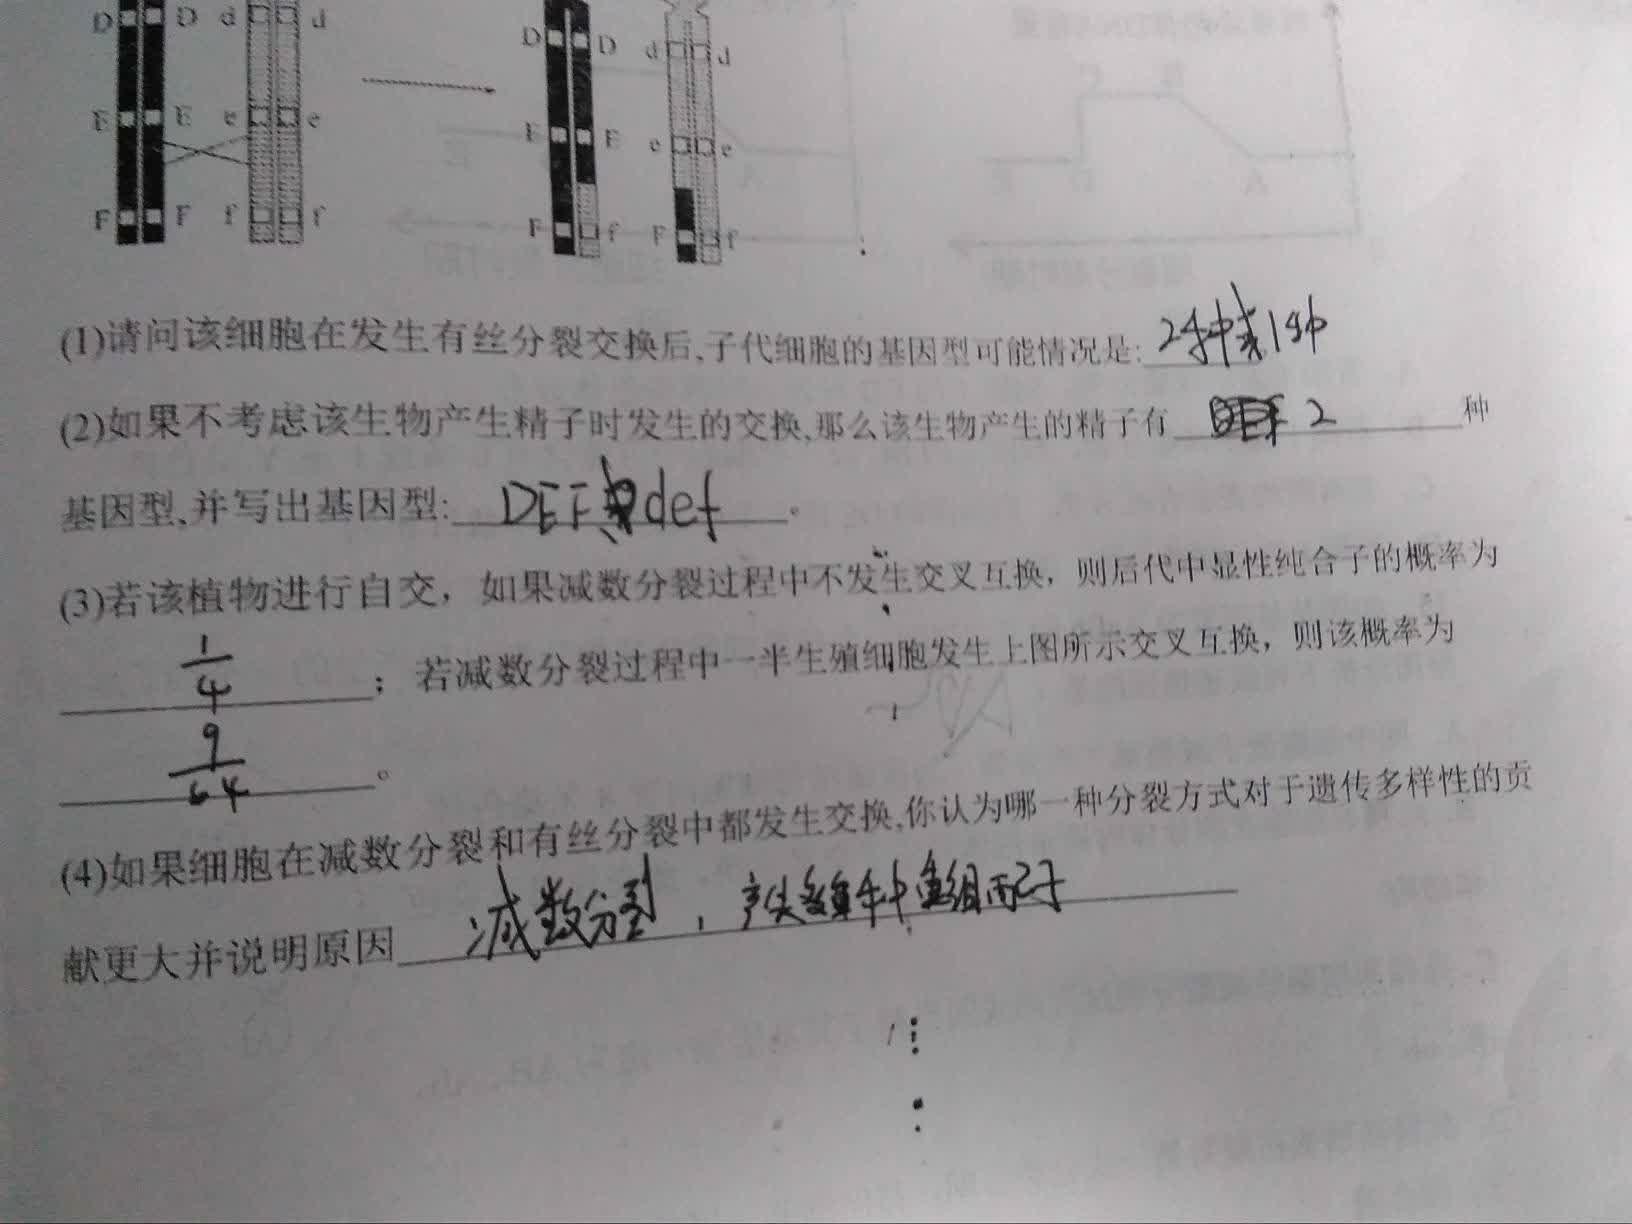 D D d d D D d d
E E e e E E e e
F F f f F f F f
(1)请问该细胞在发生有丝分裂交换后,子代细胞的基因型可能情况是: 2种或1种
(2)如果不考虑该生物产生精子时发生的交换,那么该生物产生的精子有 2 种
基因型,并写出基因型: DEF def 。
(3)若该植物进行自交，如果减数分裂过程中不发生交叉互换，则后代中显性纯合子的概率为
1/4 ；若减数分裂过程中一半生殖细胞发生上图所示交叉互换，则该概率为
9/64 。
(4)如果细胞在减数分裂和有丝分裂中都发生交换,你认为哪一种分裂方式对于遗传多样性的贡
献更大并说明原因 减数分裂，产生多种重组配子